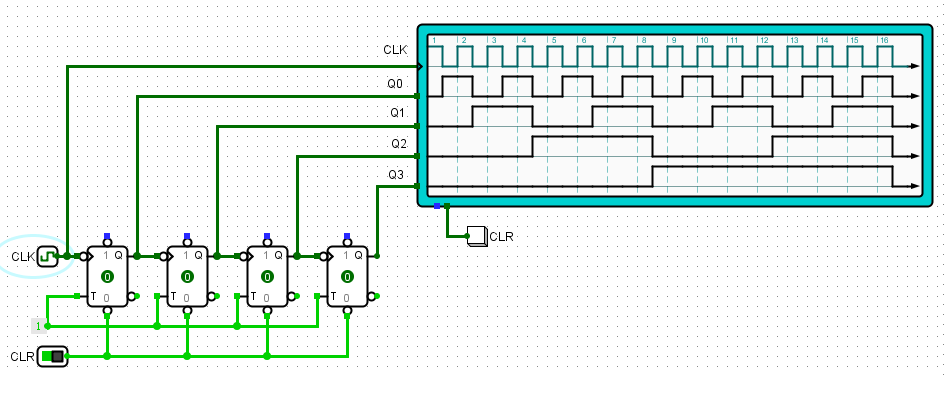 1 2 3 4 5 6 7 8 9 10 11 12 13 14 15 16
CLK
Q0
Q1
Q2
Q3
CLR
1 Q 1 Q 1 Q 1 Q
CLK
0 0 0 0
T 0 T 0 T 0 T 0
1
CLR